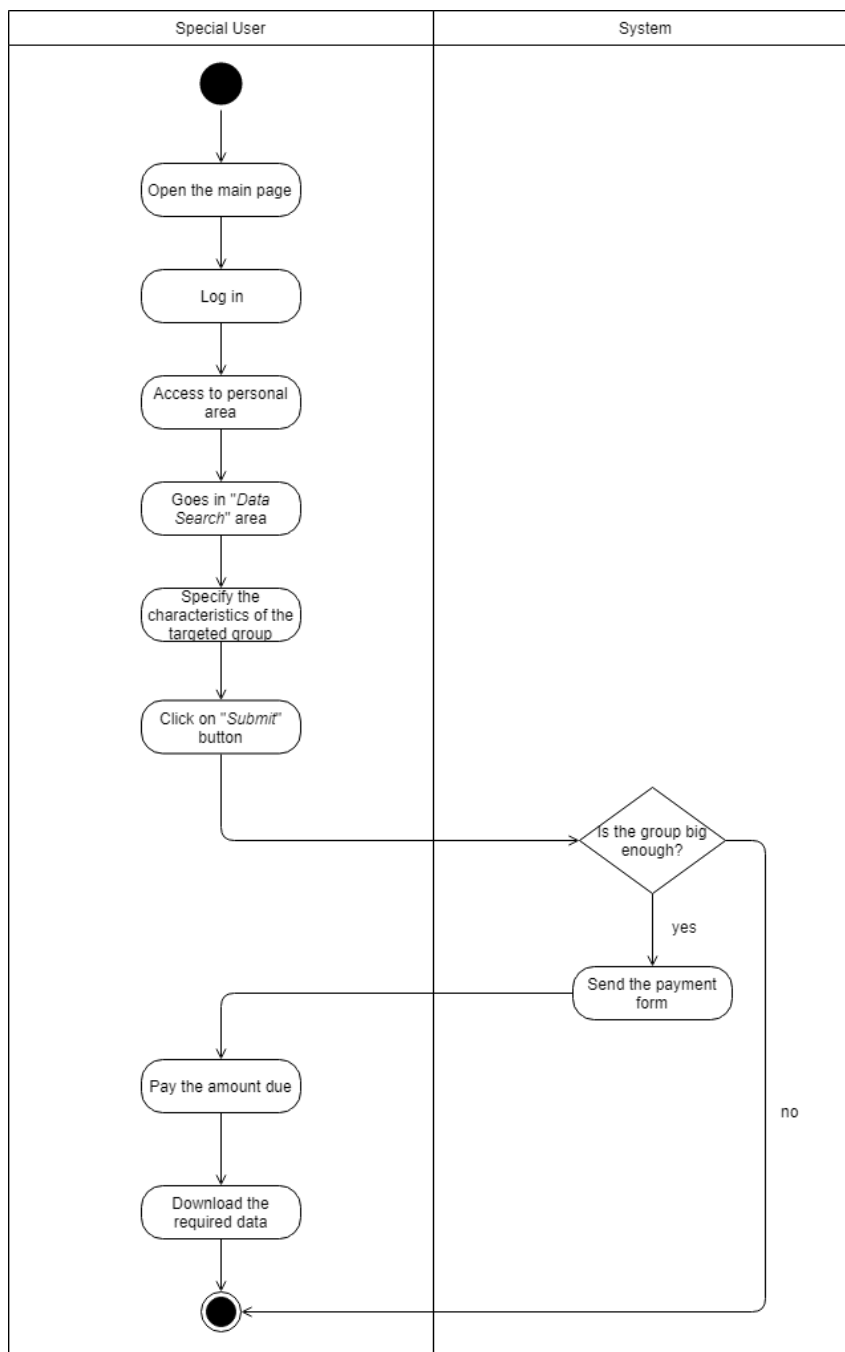 Special User
System
Open the main page
Log in
Access to personal
area
Goes in "Data
Search" area
Specify the
characteristics of the
targeted group
Click on "Submit"
button
Is the group big
enough?
yes
Send the payment
form
Pay the amount due
no
Download the
required data